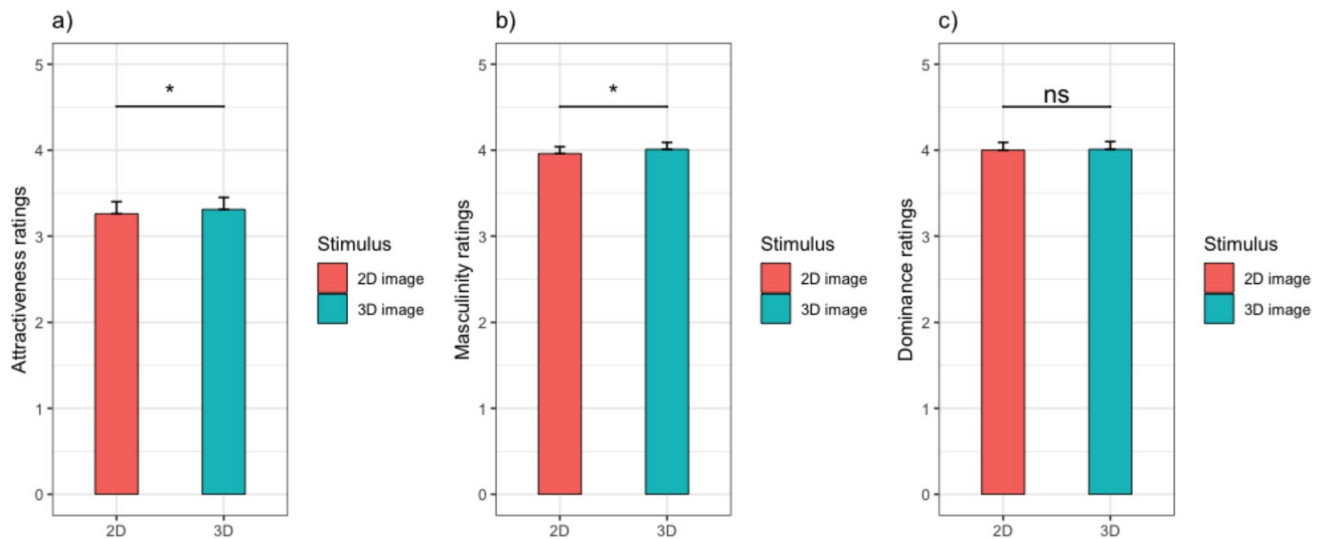 a)
Attractiveness ratings
5
4
3
2
1
0
*
2D
3D
Stimulus
2D image
3D image
b)
Masculinity ratings
5
4
3
2
1
0
*
2D
3D
Stimulus
2D image
3D image
c)
Dominance ratings
5
4
3
2
1
0
ns
2D
3D
Stimulus
2D image
3D image